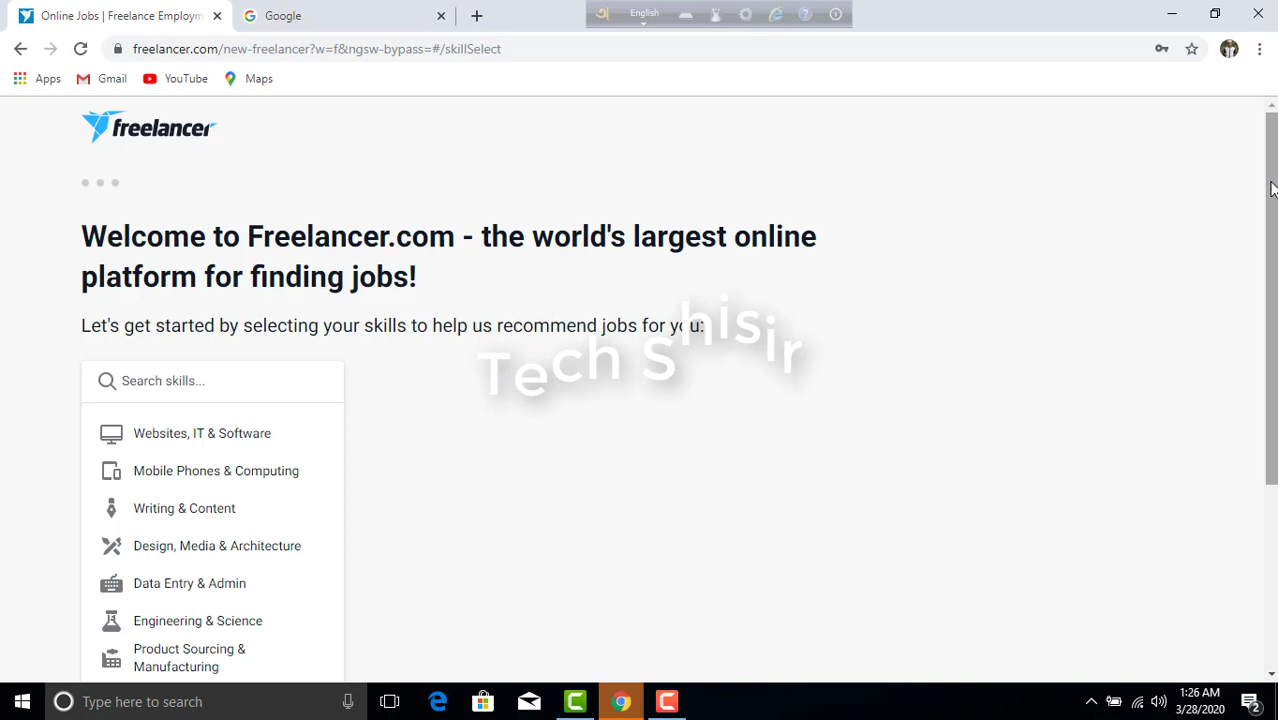 Online Jobs | Freelance Employm
Google
English
freelancer.com/new-freelancer?w=f&ngsw-bypass=#/skillSelect
Apps
Gmail
YouTube
Maps
freelancer
Welcome to Freelancer.com - the world's largest online
platform for finding jobs!
Let's get started by selecting your skills to help us recommend jobs for you:
Tech Shisir
Search skills...
Websites, IT & Software
Mobile Phones & Computing
Writing & Content
Design, Media & Architecture
Data Entry & Admin
Engineering & Science
Product Sourcing &
Manufacturing
Type here to search
1:26 AM
3/28/2020
2